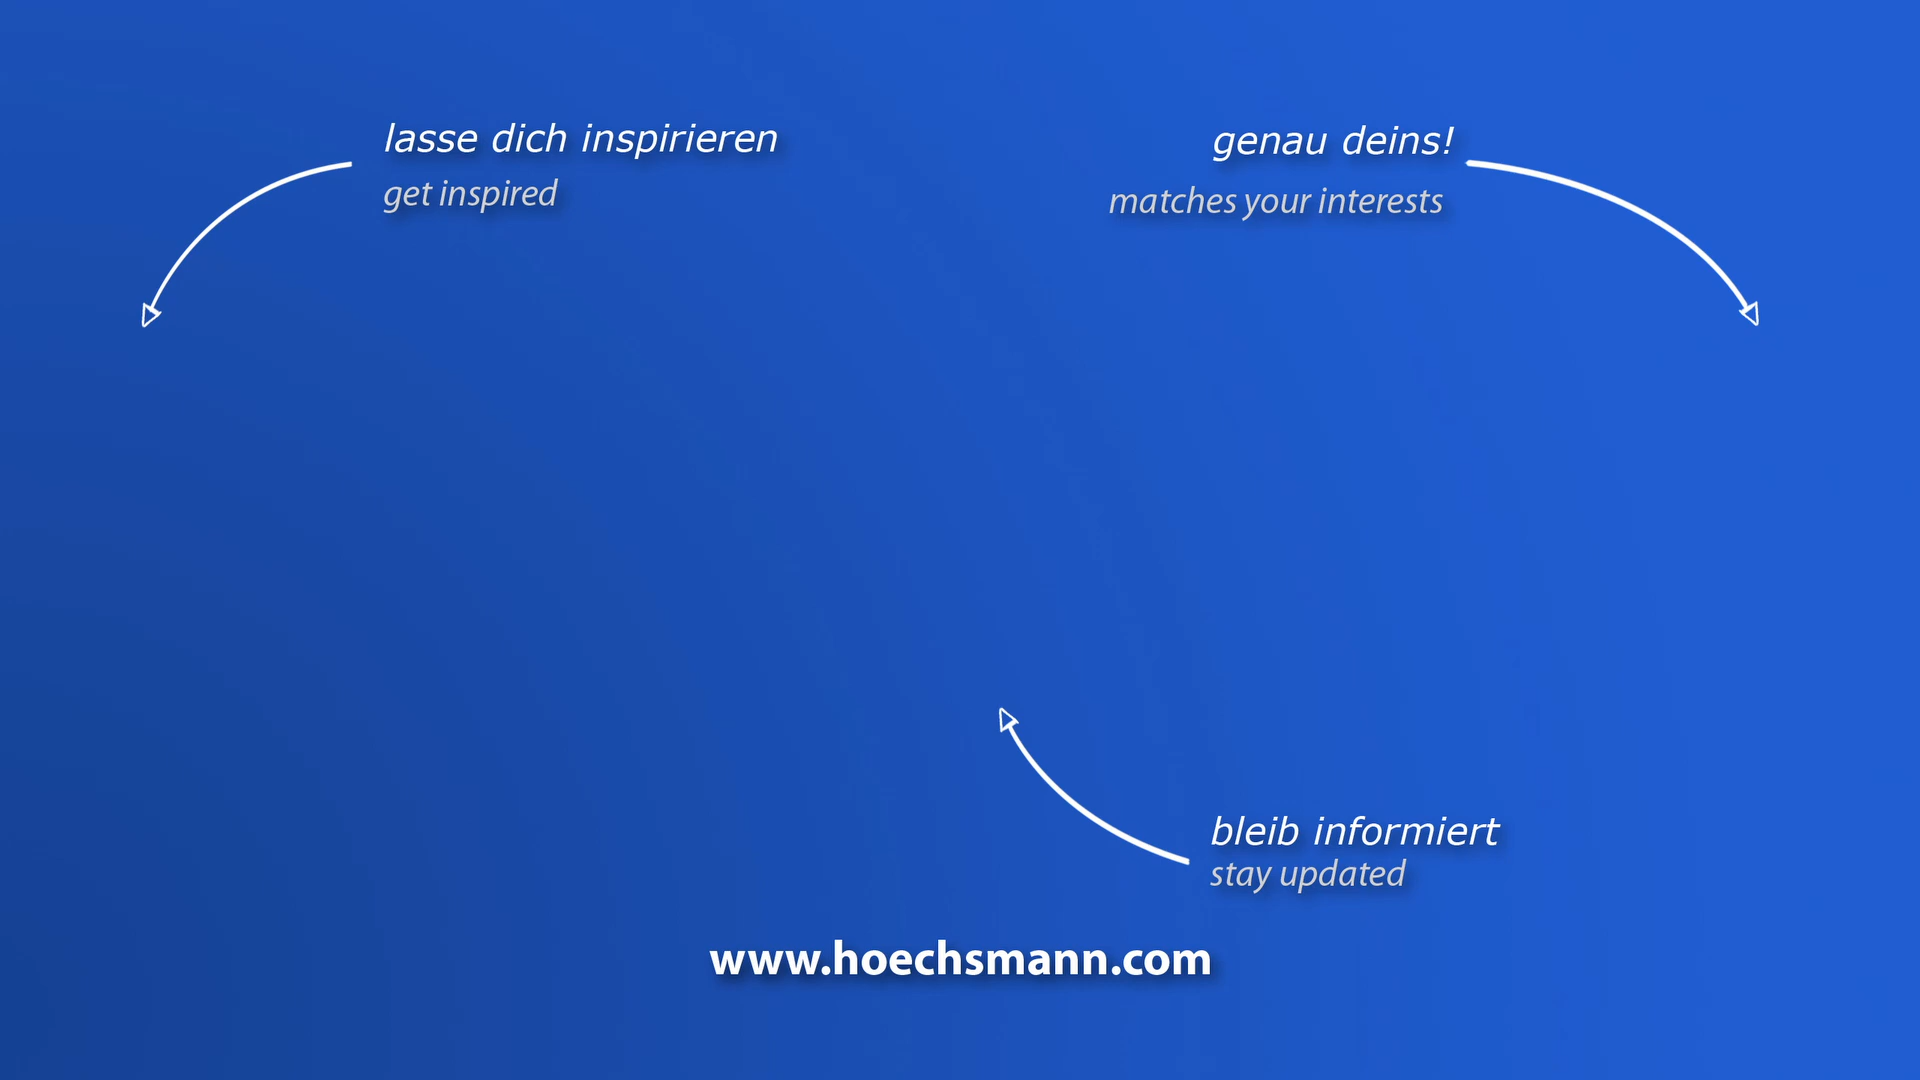 lasse dich inspirieren
get inspired
genau deins!
matches your interests
bleib informiert
stay updated
www.hoechsmann.com